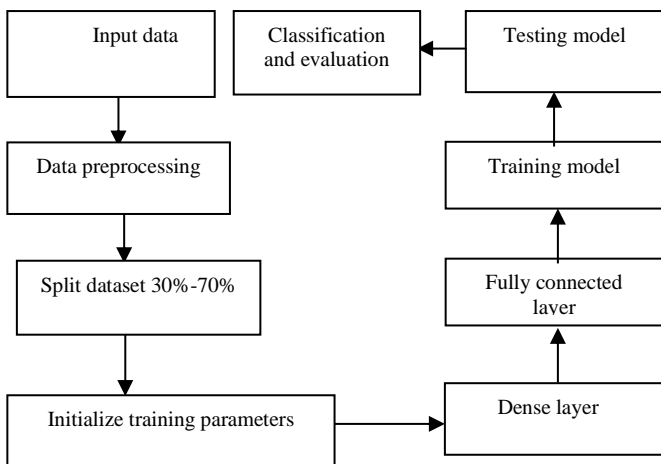 Input data
Data preprocessing
Split dataset 30%-70%
Initialize training parameters
Dense layer
Fully connected
layer
Training model
Testing model
Classification
and evaluation